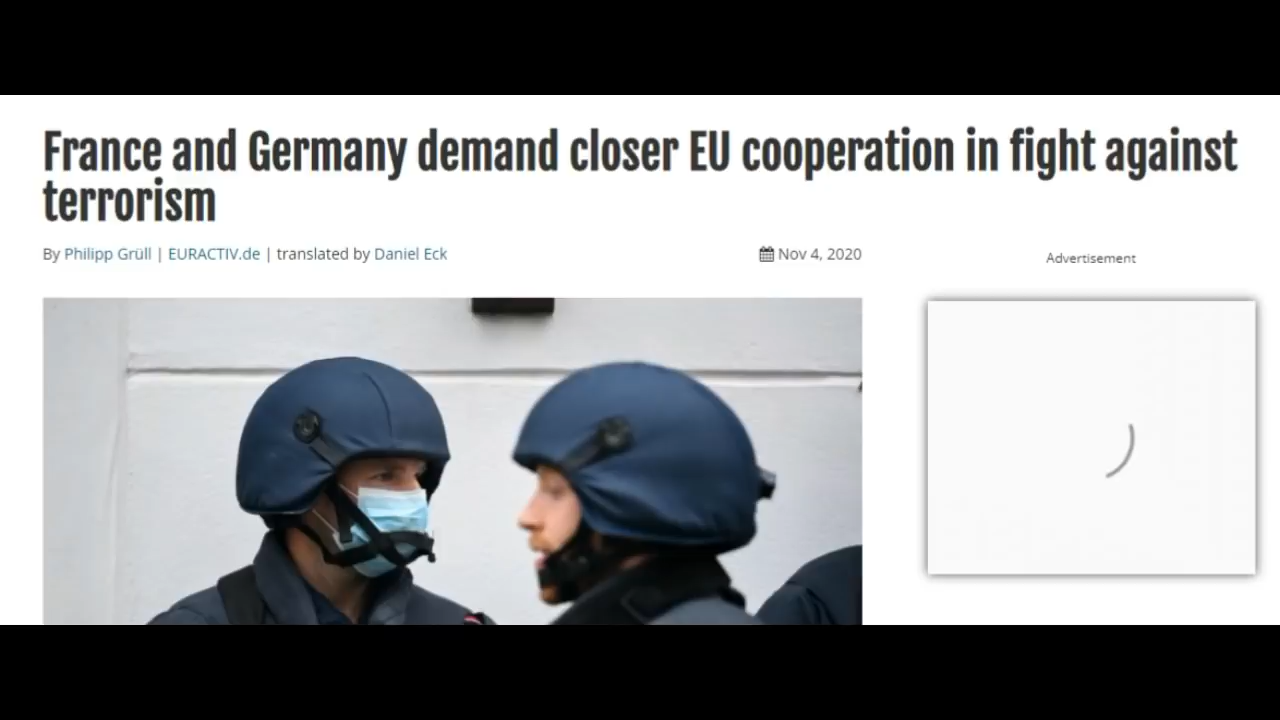 France and Germany demand closer EU cooperation in fight against
terrorism
By Philipp Grüll | EURACTIV.de | translated by Daniel Eck
Nov 4, 2020
Advertisement